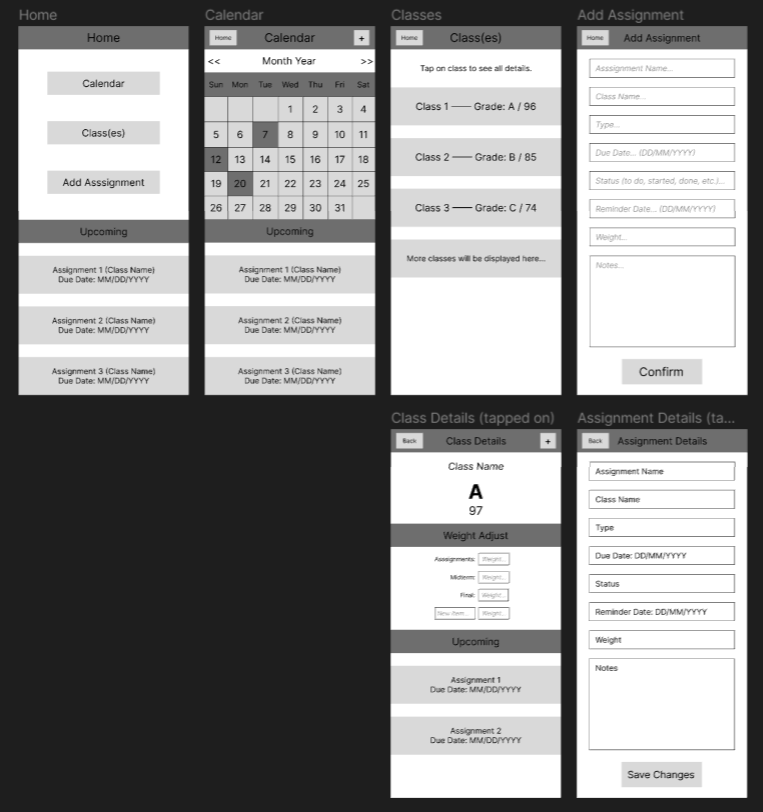 Home
Home
Calendar
Class(es)
Add Asssignment
Upcoming
Assignment 1 (Class Name)
Due Date: MM/DD/YYYY
Assignment 2 (Class Name)
Due Date: MM/DD/YYYY
Assignment 3 (Class Name)
Due Date: MM/DD/YYYY
Calendar
Home Calendar +
<< Month Year >>
Sun Mon Tue Wed Thu Fri Sat
1 2 3 4
5 6 7 8 9 10 11
12 13 14 15 16 17 18
19 20 21 22 23 24 25
26 27 28 29 30 31
Upcoming
Assignment 1 (Class Name)
Due Date: MM/DD/YYYY
Assignment 2 (Class Name)
Due Date: MM/DD/YYYY
Assignment 3 (Class Name)
Due Date: MM/DD/YYYY
Classes
Home Class(es)
Tap on class to see all details.
Class 1 —— Grade: A / 96
Class 2 —— Grade: B / 85
Class 3 —— Grade: C / 74
More classes will be displayed here...
Add Assignment
Home Add Assignment
Asssignment Name...
Class Name...
Type...
Due Date... (DD/MM/YYYY)
Status (to do, started, done, etc.)...
Reminder Date... (DD/MM/YYYY)
Weight...
Notes...
Confirm
Class Details (tapped on)
Back Class Details +
Class Name
A
97
Weight Adjust
Asssignments: Weight...
Midterm: Weight...
Final: Weight...
New item... Weight...
Upcoming
Assignment 1
Due Date: MM/DD/YYYY
Assignment 2
Due Date: MM/DD/YYYY
Assignment Details (ta...
Back Assignment Details
Assignment Name
Class Name
Type
Due Date: DD/MM/YYYY
Status
Reminder Date: DD/MM/YYYY
Weight
Notes
Save Changes